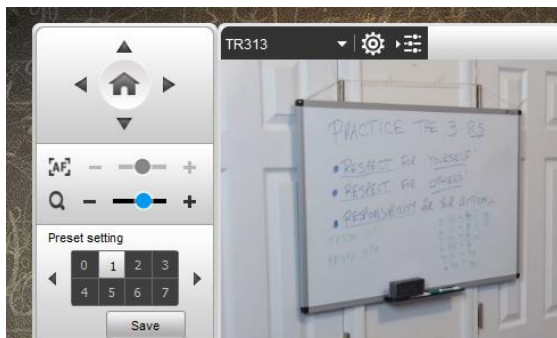 TR313
[AF]
Preset setting
0 1 2 3
4 5 6 7
Save
PRACTICE THE 3 R'S
• RESPECT FOR YOURSELF
• RESPECT FOR OTHERS
• RESPONSIBILITY for Your Actions